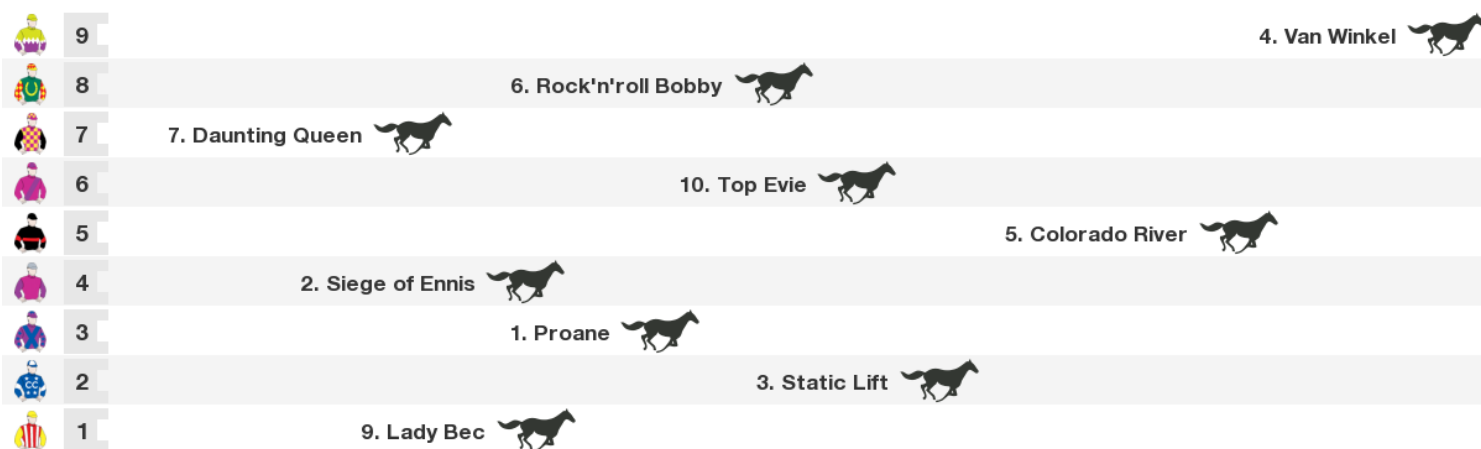 9 4. Van Winkel
8 6. Rock'n'roll Bobby
7 7. Daunting Queen
6 10. Top Evie
5 5. Colorado River
4 2. Siege of Ennis
3 1. Proane
2 3. Static Lift
CC
1 9. Lady Bec